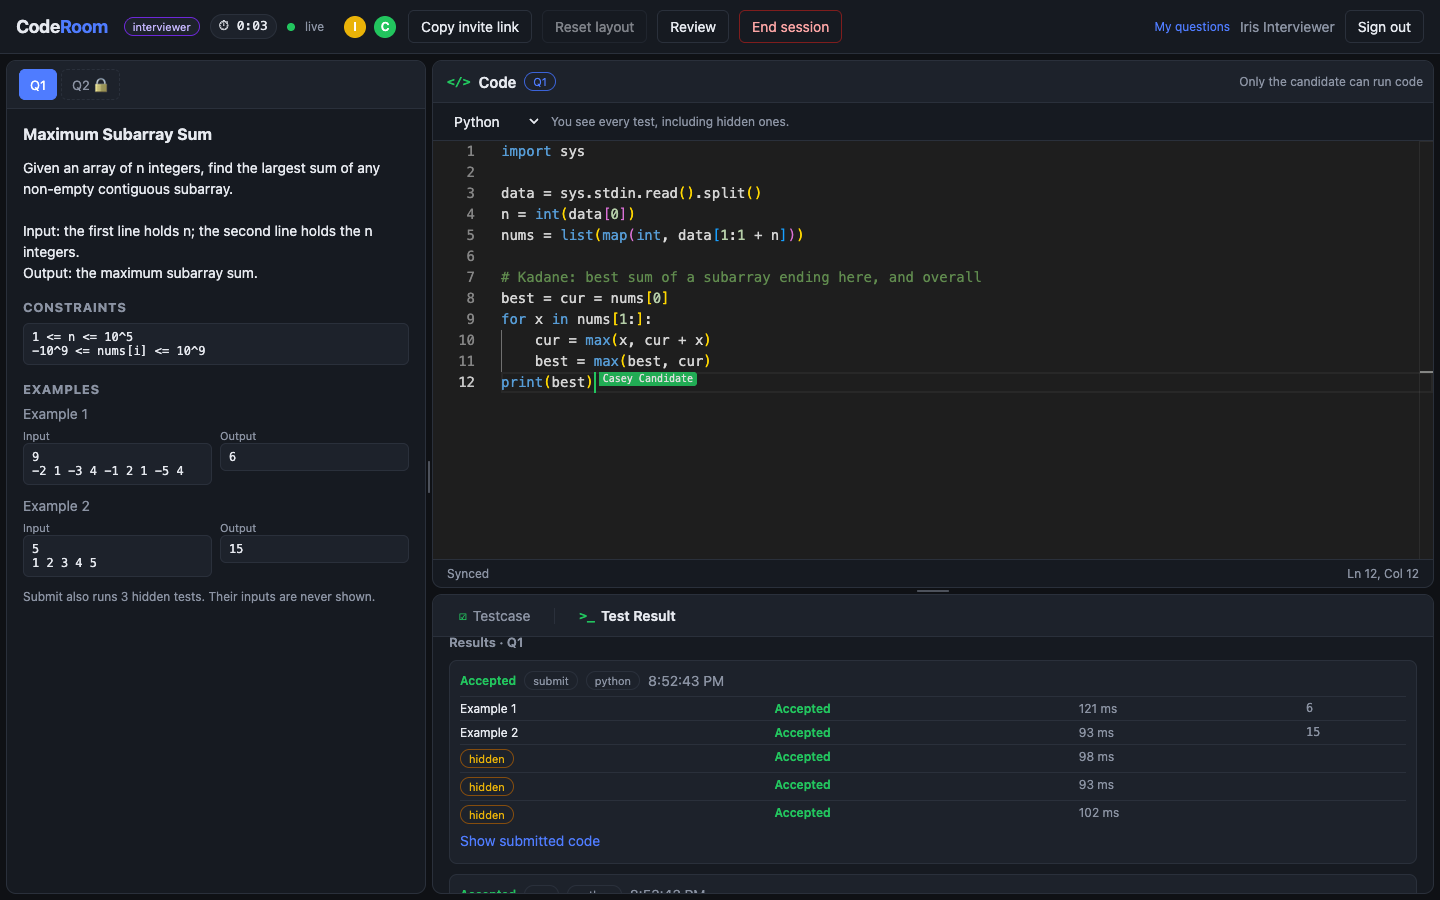 CodeRoom
interviewer
0:03
live
I
C
Copy invite link
Reset layout
Review
End session
My questions
Iris Interviewer
Sign out
Q1
Q2
Maximum Subarray Sum
Given an array of n integers, find the largest sum of any
non-empty contiguous subarray.
Input: the first line holds n; the second line holds the n
integers.
Output: the maximum subarray sum.
CONSTRAINTS
1 <= n <= 10^5
-10^9 <= nums[i] <= 10^9
EXAMPLES
Example 1
Input
Output
9
-2 1 -3 4 -1 2 1 -5 4
6
Example 2
Input
Output
5
1 2 3 4 5
15
Submit also runs 3 hidden tests. Their inputs are never shown.
</> Code Q1
Only the candidate can run code
Python
You see every test, including hidden ones.
1 import sys
2
3 data = sys.stdin.read().split()
4 n = int(data[0])
5 nums = list(map(int, data[1:1 + n]))
6
7 # Kadane: best sum of a subarray ending here, and overall
8 best = cur = nums[0]
9 for x in nums[1:]:
10     cur = max(x, cur + x)
11     best = max(best, cur)
12 print(best)
Casey Candidate
Synced
Ln 12, Col 12
Testcase
>_ Test Result
Results · Q1
Accepted submit python 8:52:43 PM
Example 1 Accepted 121 ms 6
Example 2 Accepted 93 ms 15
hidden Accepted 98 ms
hidden Accepted 93 ms
hidden Accepted 102 ms
Show submitted code
Accepted